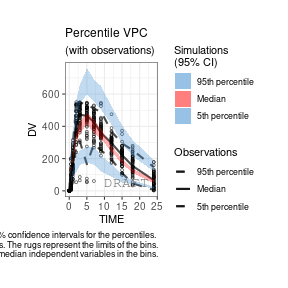 Percentile VPC
(with observations)
Simulations
(95% CI)
95th percentile
Median
5th percentile
Observations
95th percentile
Median
5th percentile
600
400
200
0
DV
DRAFT
0 5 10 15 20 25
TIME
% confidence intervals for the percentiles.
s. The rugs represent the limits of the bins.
median independent variables in the bins.